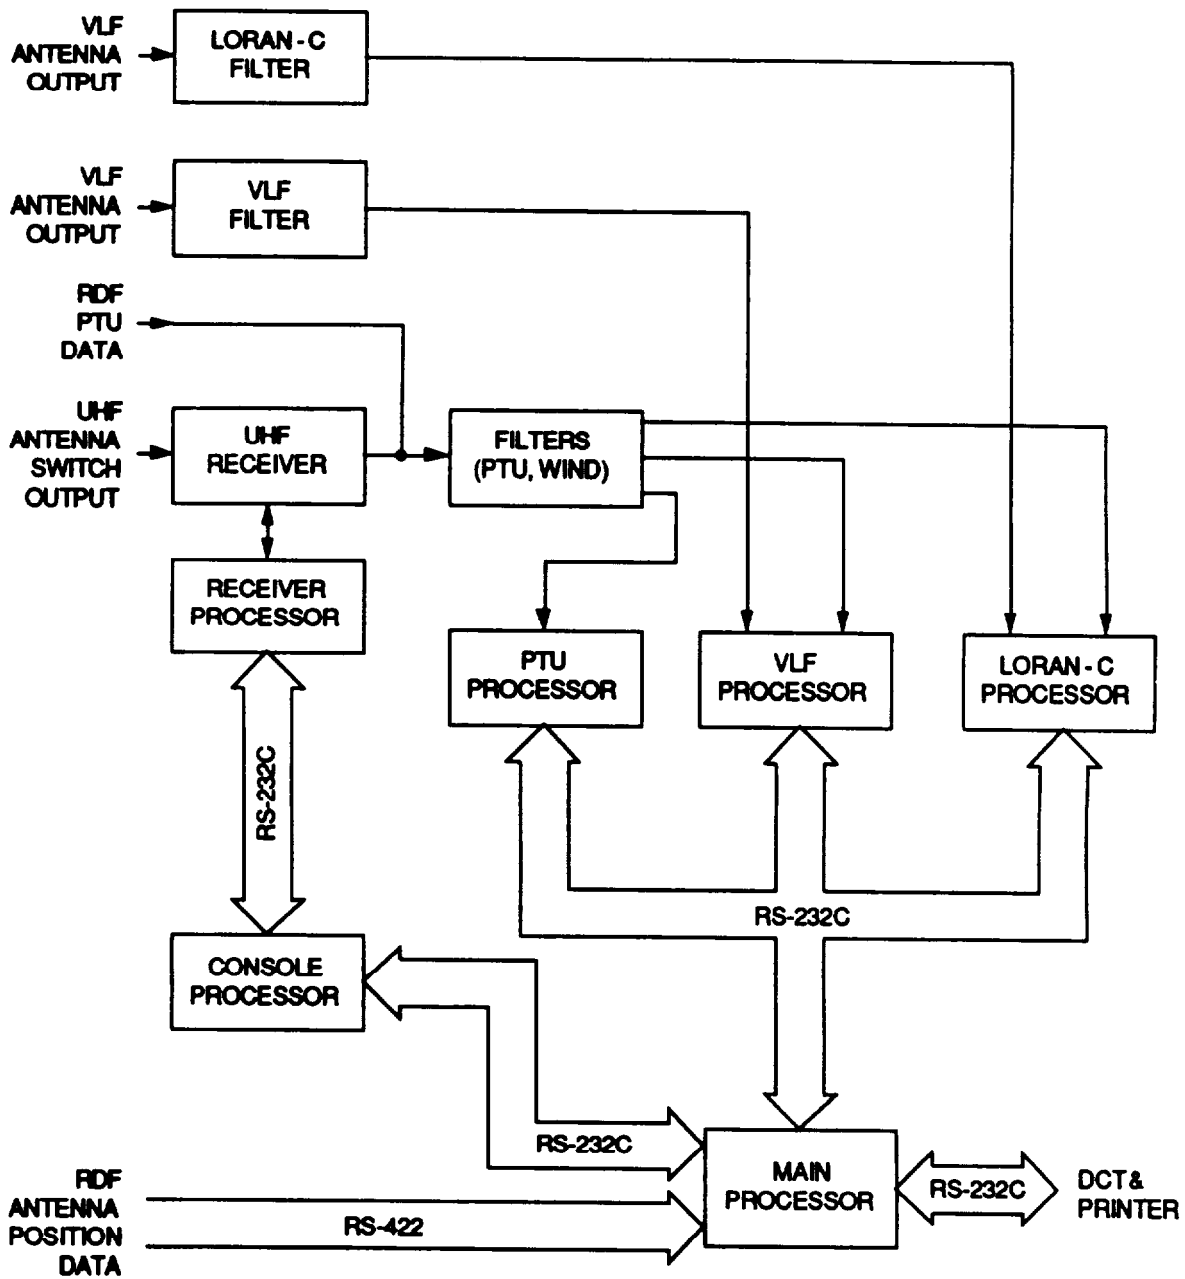 VLF
ANTENNA
OUTPUT
LORAN - C
FILTER
VLF
ANTENNA
OUTPUT
VLF
FILTER
RDF
PTU
DATA
UHF
ANTENNA
SWITCH
OUTPUT
UHF
RECEIVER
FILTERS
(PTU, WIND)
RECEIVER
PROCESSOR
PTU
PROCESSOR
VLF
PROCESSOR
LORAN - C
PROCESSOR
RS-232C
RS-232C
CONSOLE
PROCESSOR
RS-232C
MAIN
PROCESSOR
RS-232C
DCT &
PRINTER
RDF
ANTENNA
POSITION
DATA
RS-422